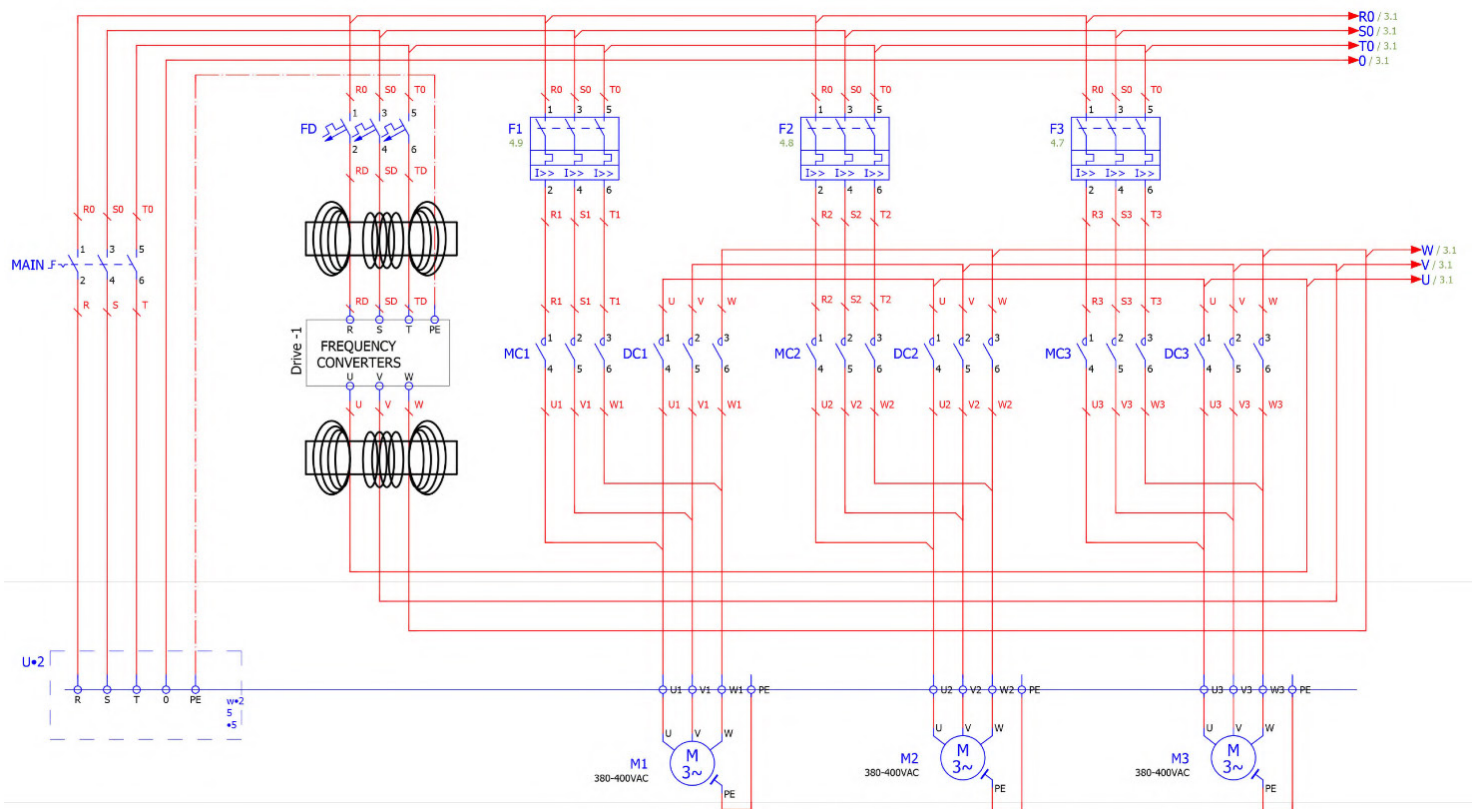 R0 / 3.1
S0 / 3.1
T0 / 3.1
0 / 3.1
R0 S0 T0 R0 S0 T0 R0 S0 T0 R0 S0 T0
FD 1 3 5 F1 1 3 5 F2 1 3 5 F3 1 3 5
4.9 4.8 4.7
2 4 6
I>> I>> I>> I>> I>> I>> I>> I>> I>>
RD SD TD 2 4 6 2 4 6 2 4 6
R0 S0 T0 R1 S1 T1 R2 S2 T2 R3 S3 T3
MAIN 1 3 5
2 4 6
W / 3.1
V / 3.1
U / 3.1
R S T RD SD TD R1 S1 T1 U V W R2 S2 T2 U V W R3 S3 T3 U V W
R S T PE
Drive -1
FREQUENCY
CONVERTERS
MC1 1 2 3 DC1 1 2 3 MC2 1 2 3 DC2 1 2 3 MC3 1 2 3 DC3 1 2 3
4 5 6 4 5 6 4 5 6 4 5 6 4 5 6 4 5 6
U V W
U V W U1 V1 W1 U1 V1 W1 U2 V2 W2 U2 V2 W2 U3 V3 W3 U3 V3 W3
U•2
R S T 0 PE
w•2
5
•5
U1 V1 W1 PE U2 V2 W2 PE U3 V3 W3 PE
U V W U V W U V W
M1 M M2 M M3 M
380-400VAC 3~ 380-400VAC 3~ 380-400VAC 3~
PE PE PE